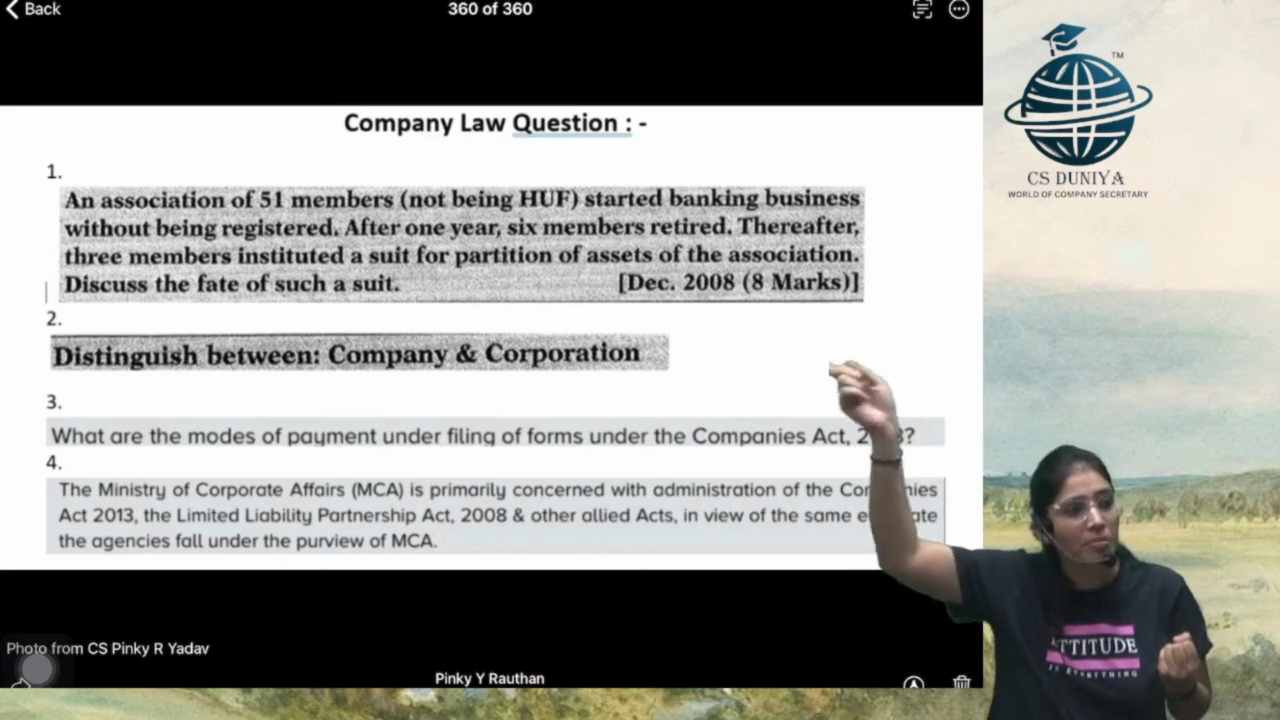 Back
360 of 360
Company Law Question : -
1.
An association of 51 members (not being HUF) started banking business
without being registered. After one year, six members retired. Thereafter,
three members instituted a suit for partition of assets of the association.
Discuss the fate of such a suit. [Dec. 2008 (8 Marks)]
2.
Distinguish between: Company & Corporation
3.
What are the modes of payment under filing of forms under the Companies Act,
4.
The Ministry of Corporate Affairs (MCA) is primarily concerned with administration of the
Act 2013, the Limited Liability Partnership Act, 2008 & other allied Acts, in view of the same
the agencies fall under the purview of MCA.
Photo from CS Pinky R Yadav
Pinky Y Rauthan
TM
CS DUNIYA
WORLD OF COMPANY SECRETARY
ATTITUDE
IS EVERYTHING